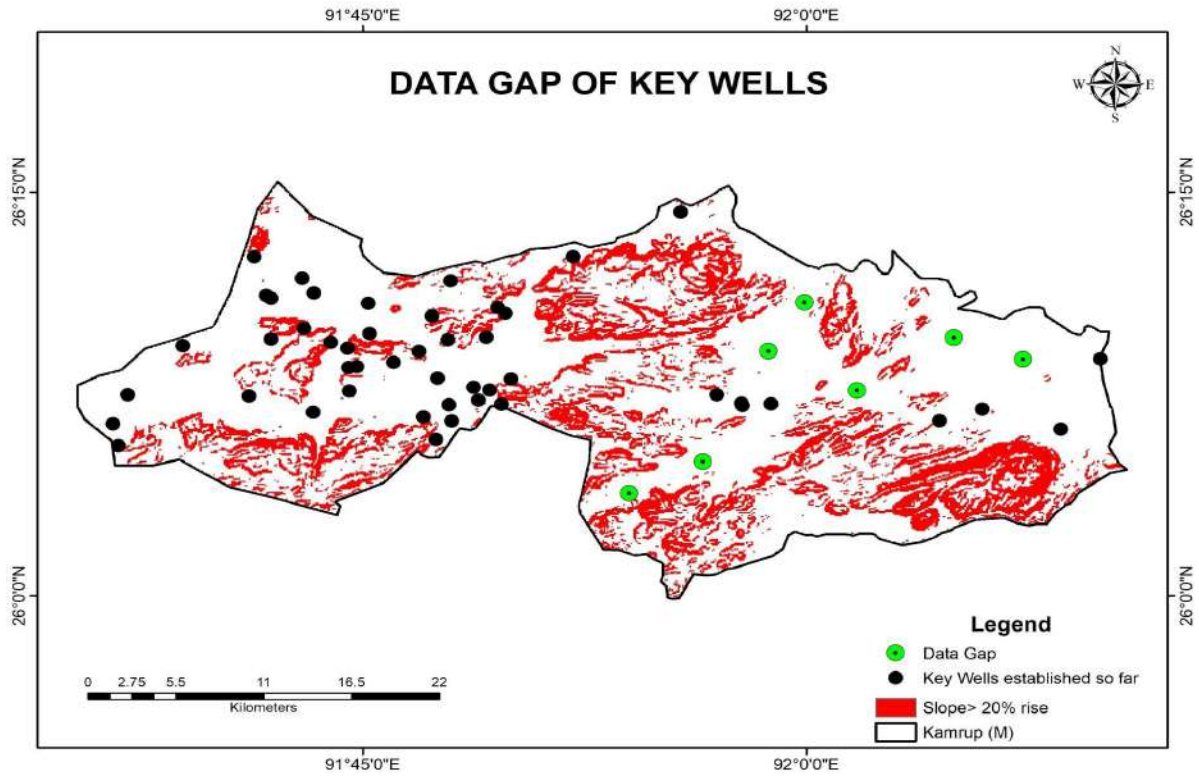 91°45'0"E 92°0'0"E
DATA GAP OF KEY WELLS
N
W E
S
26°15'0"N 26°15'0"N
26°0'0"N 26°0'0"N
Legend
Data Gap
Key Wells established so far
Slope> 20% rise
Kamrup (M)
0 2.75 5.5 11 16.5 22
Kilometers
91°45'0"E 92°0'0"E